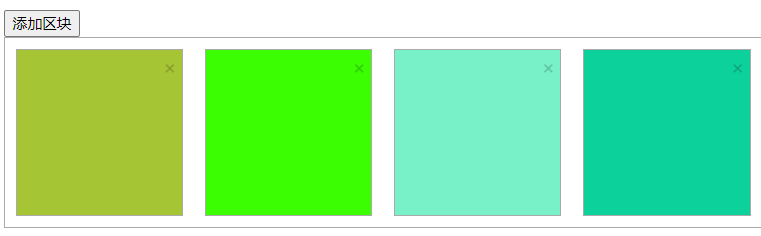 添加区块
× × × ×